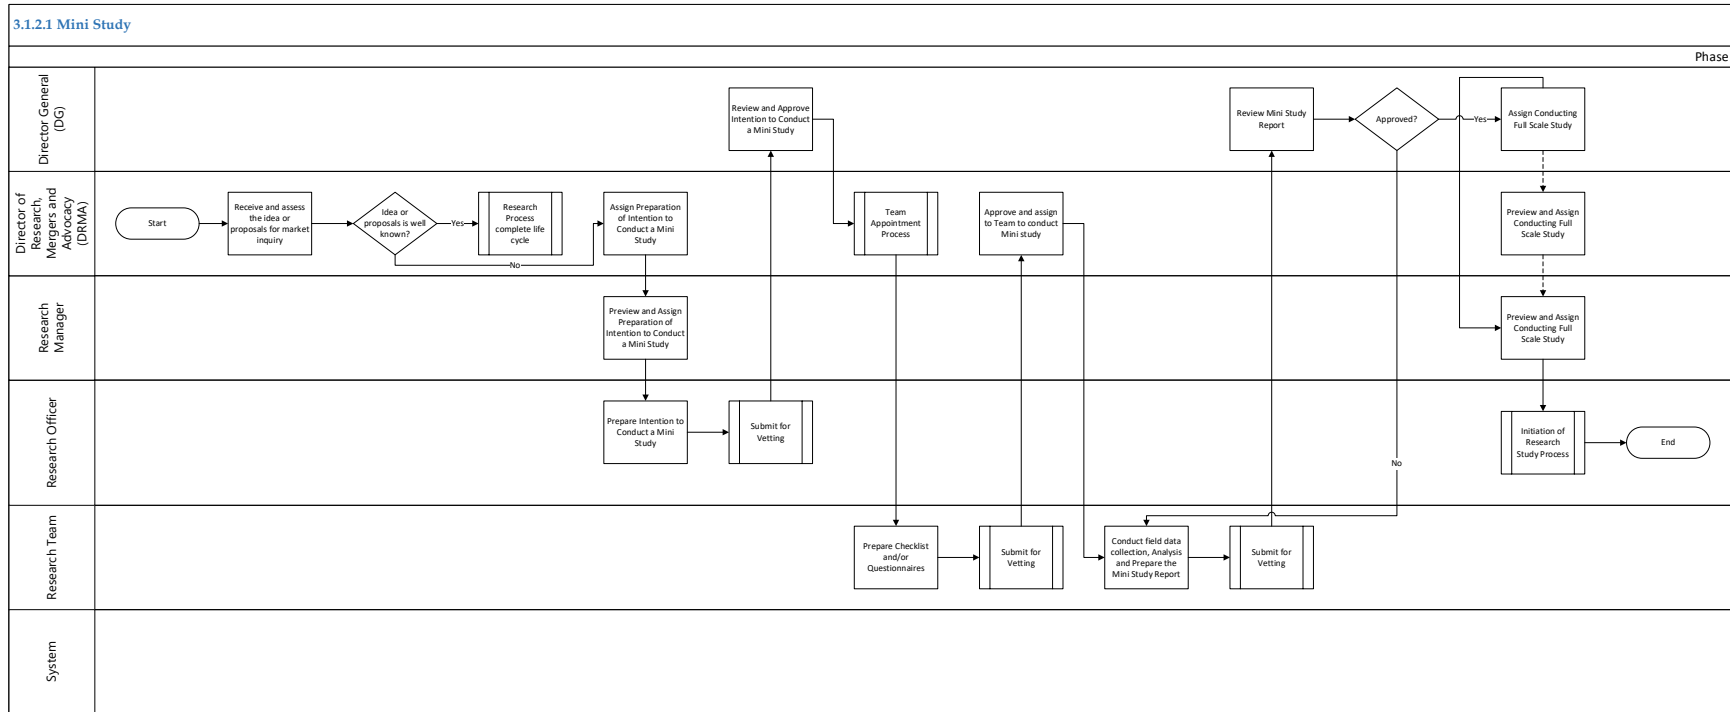 3.1.2.1 Mini Study
Phase
Director General
(DG)
Review and Approve
Intention to Conduct
a Mini Study
Review Mini Study
Report
Approved?
Yes
Assign Conducting
Full Scale Study
Director of
Research,
Mergers and
Advocacy
(DRMA)
Start
Receive and assess
the idea or
proposals for market
inquiry
Idea or
proposals is well
known?
Yes
No
Research
Process
complete life
cycle
Assign Preparation
of Intention to
Conduct a Mini
Study
Team
Appointment
Process
Approve and assign
to Team to conduct
Mini study
Preview and Assign
Conducting Full
Scale Study
Research
Manager
Preview and Assign
Preparation of
Intention to Conduct
a Mini Study
Preview and Assign
Conducting Full
Scale Study
Research Officer
Prepare Intention to
Conduct a Mini
Study
Submit for
Vetting
No
Initiation of
Research
Study Process
End
Research Team
Prepare Checklist
and/or
Questionnaires
Submit for
Vetting
Conduct field data
collection, Analysis
and Prepare the
Mini Study Report
Submit for
Vetting
System